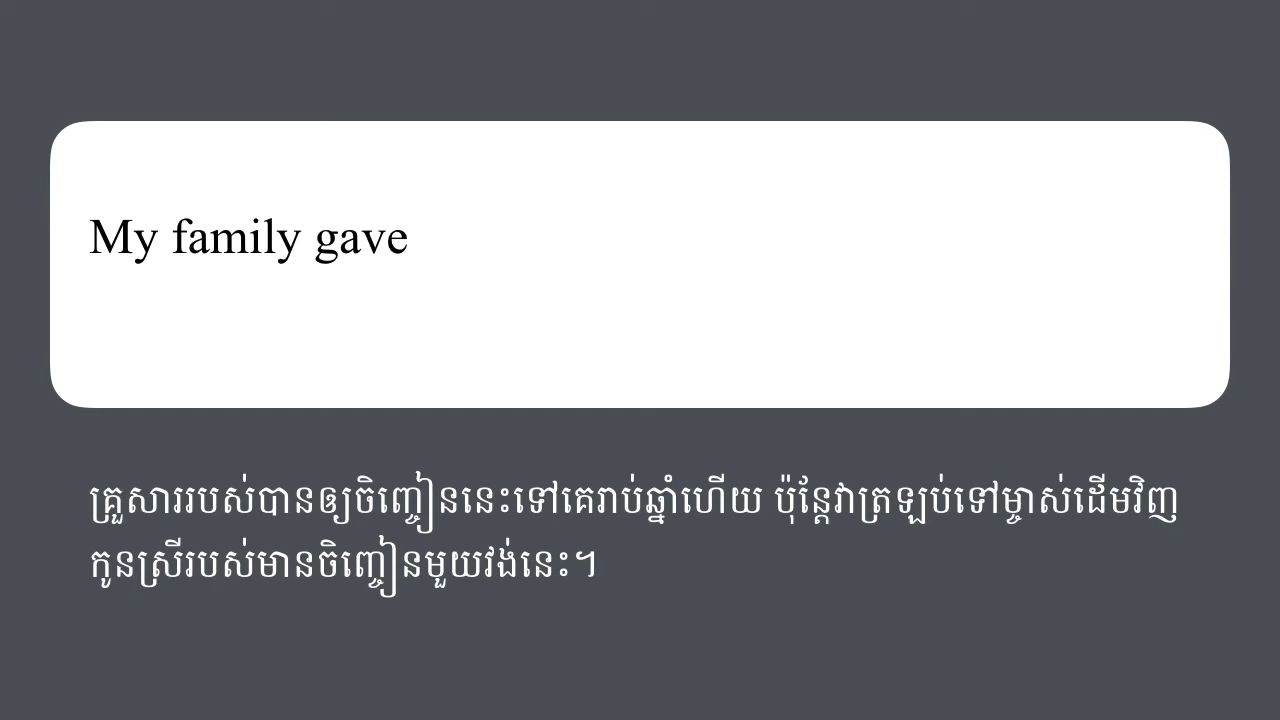 My family gave
គ្រួសាររបស់បានឲ្យចិញ្ចៀននេះទៅគេរាប់ឆ្នាំហើយ ប៉ុន្តែវាត្រឡប់ទៅម្ចាស់ដើមវិញ
កូនស្រីរបស់មានចិញ្ចៀនមួយវង់នេះ។